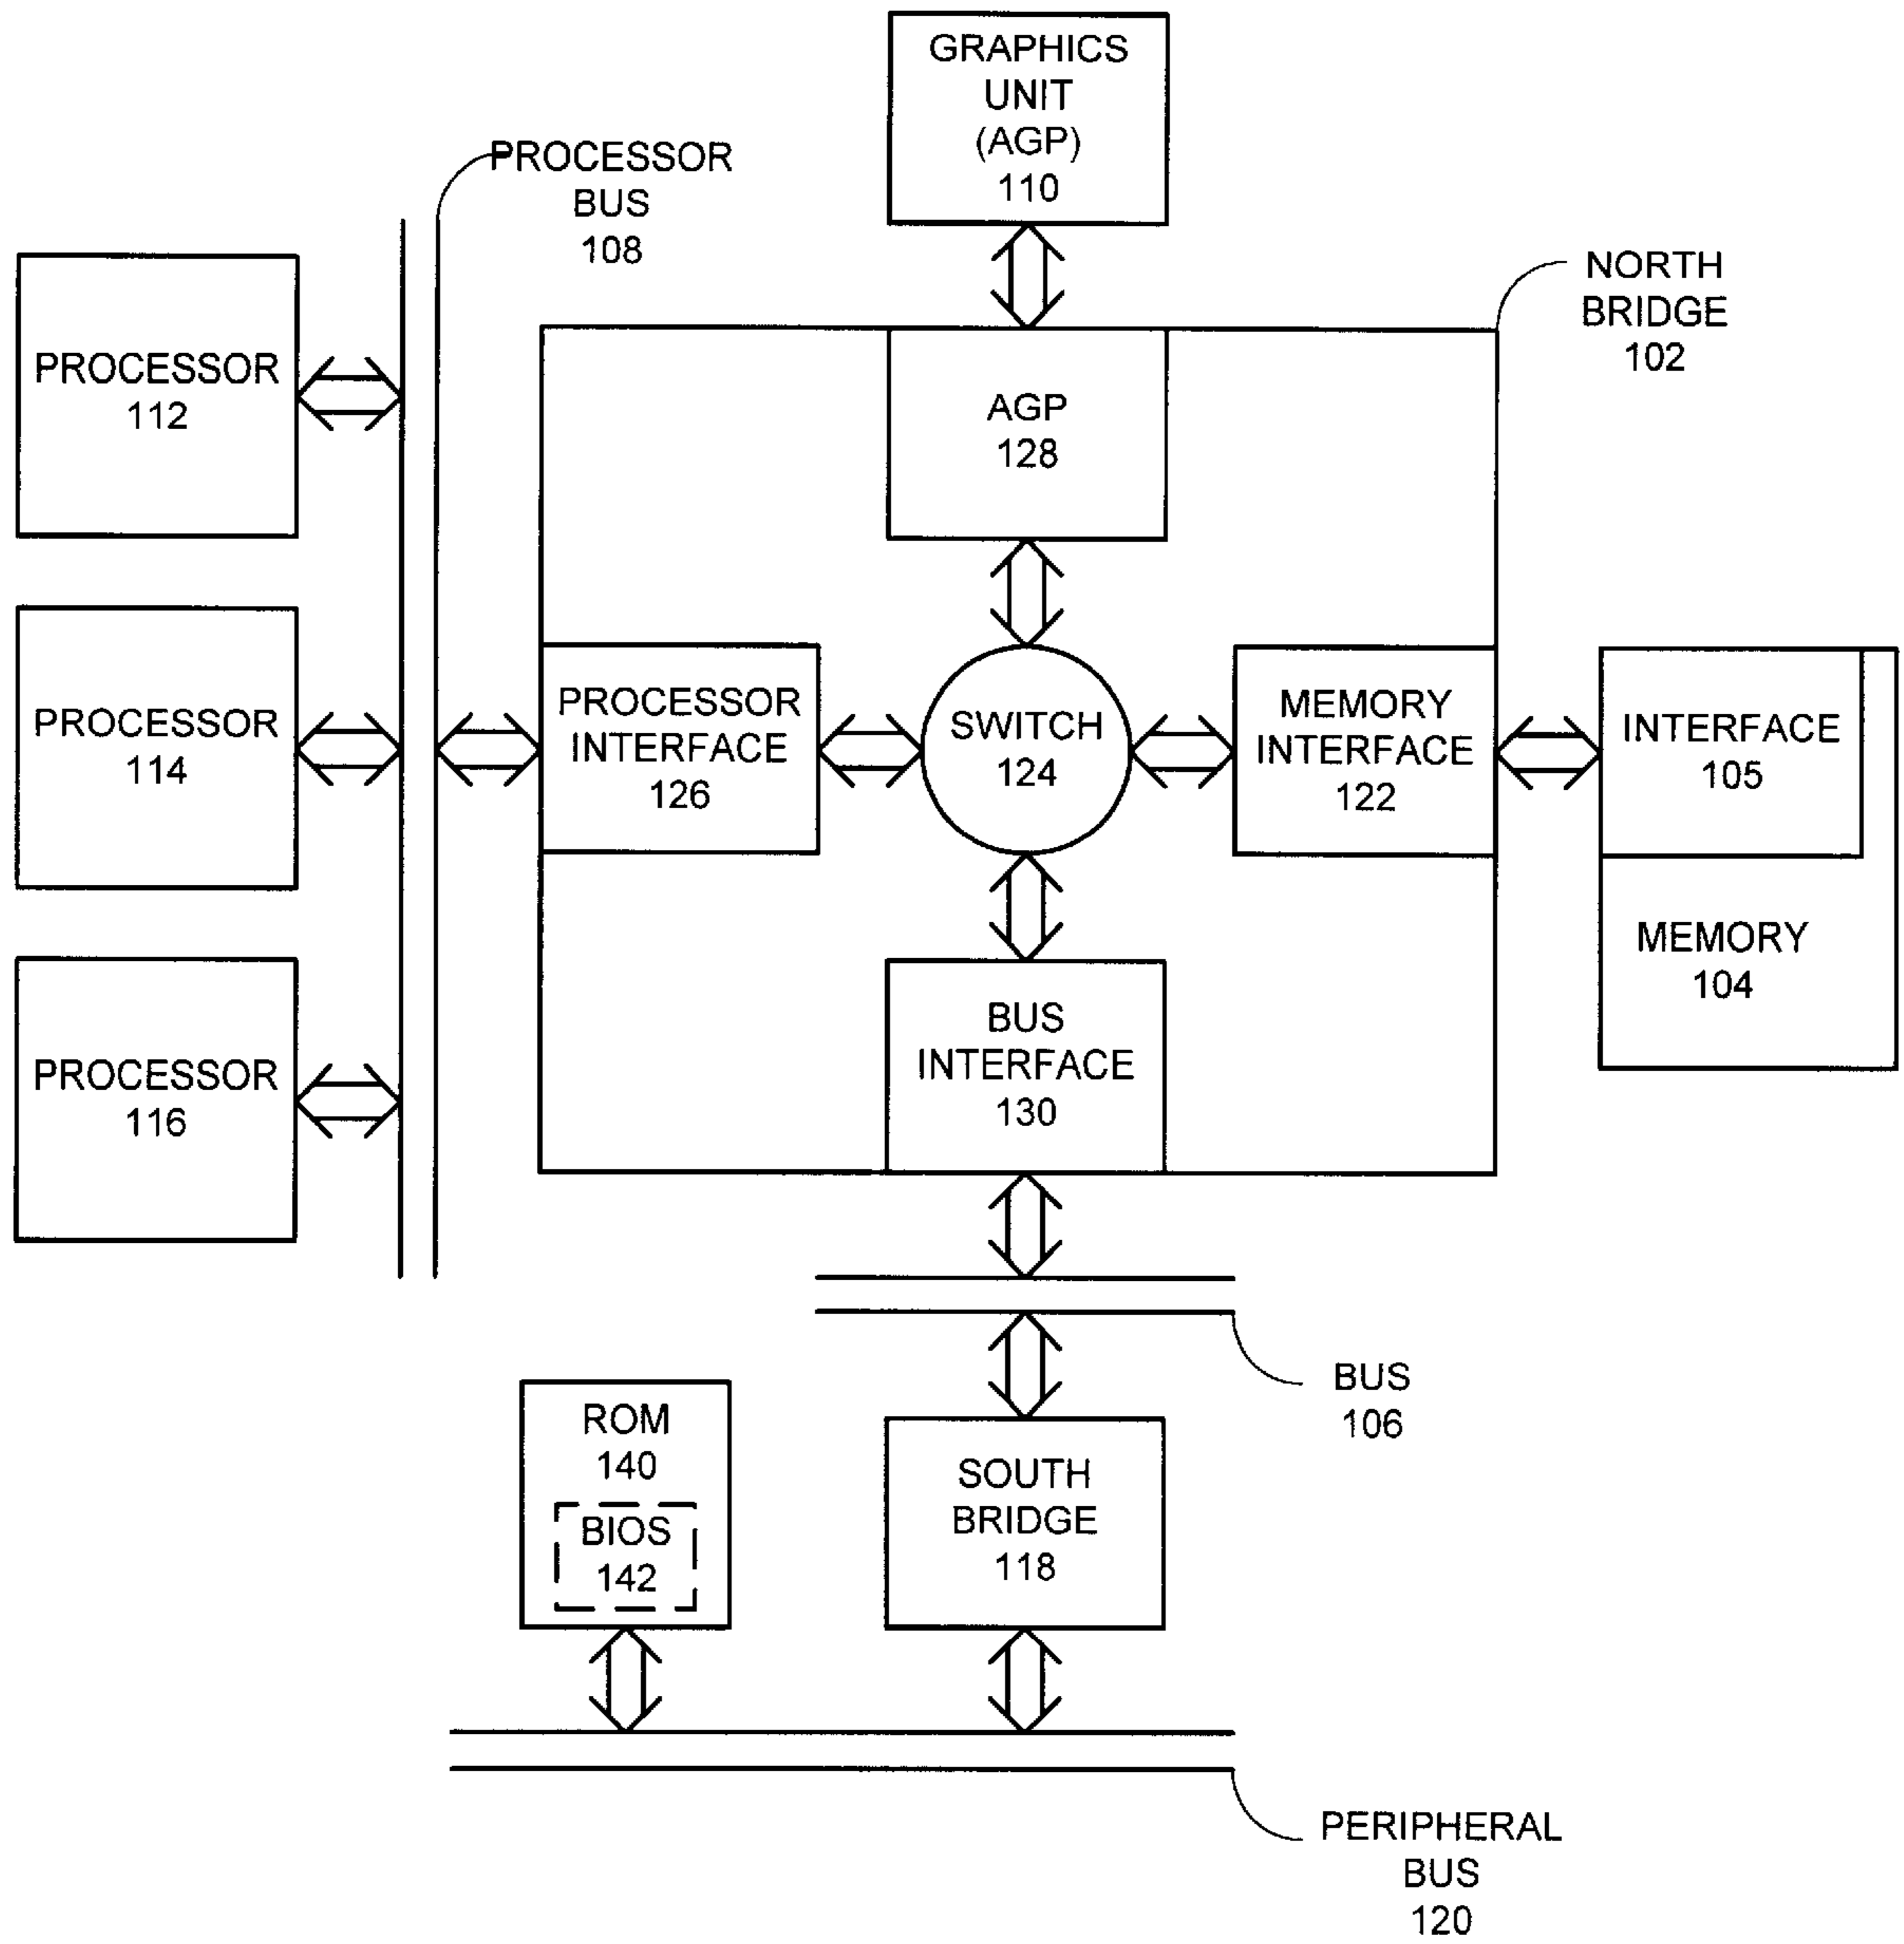 GRAPHICS
UNIT
(AGP)
110
PROCESSOR
BUS
108
NORTH
BRIDGE
102
PROCESSOR
112
AGP
128
PROCESSOR
114
PROCESSOR
INTERFACE
126
SWITCH
124
MEMORY
INTERFACE
122
INTERFACE
105
MEMORY
104
PROCESSOR
116
BUS
INTERFACE
130
BUS
106
ROM
140
BIOS
142
SOUTH
BRIDGE
118
PERIPHERAL
BUS
120